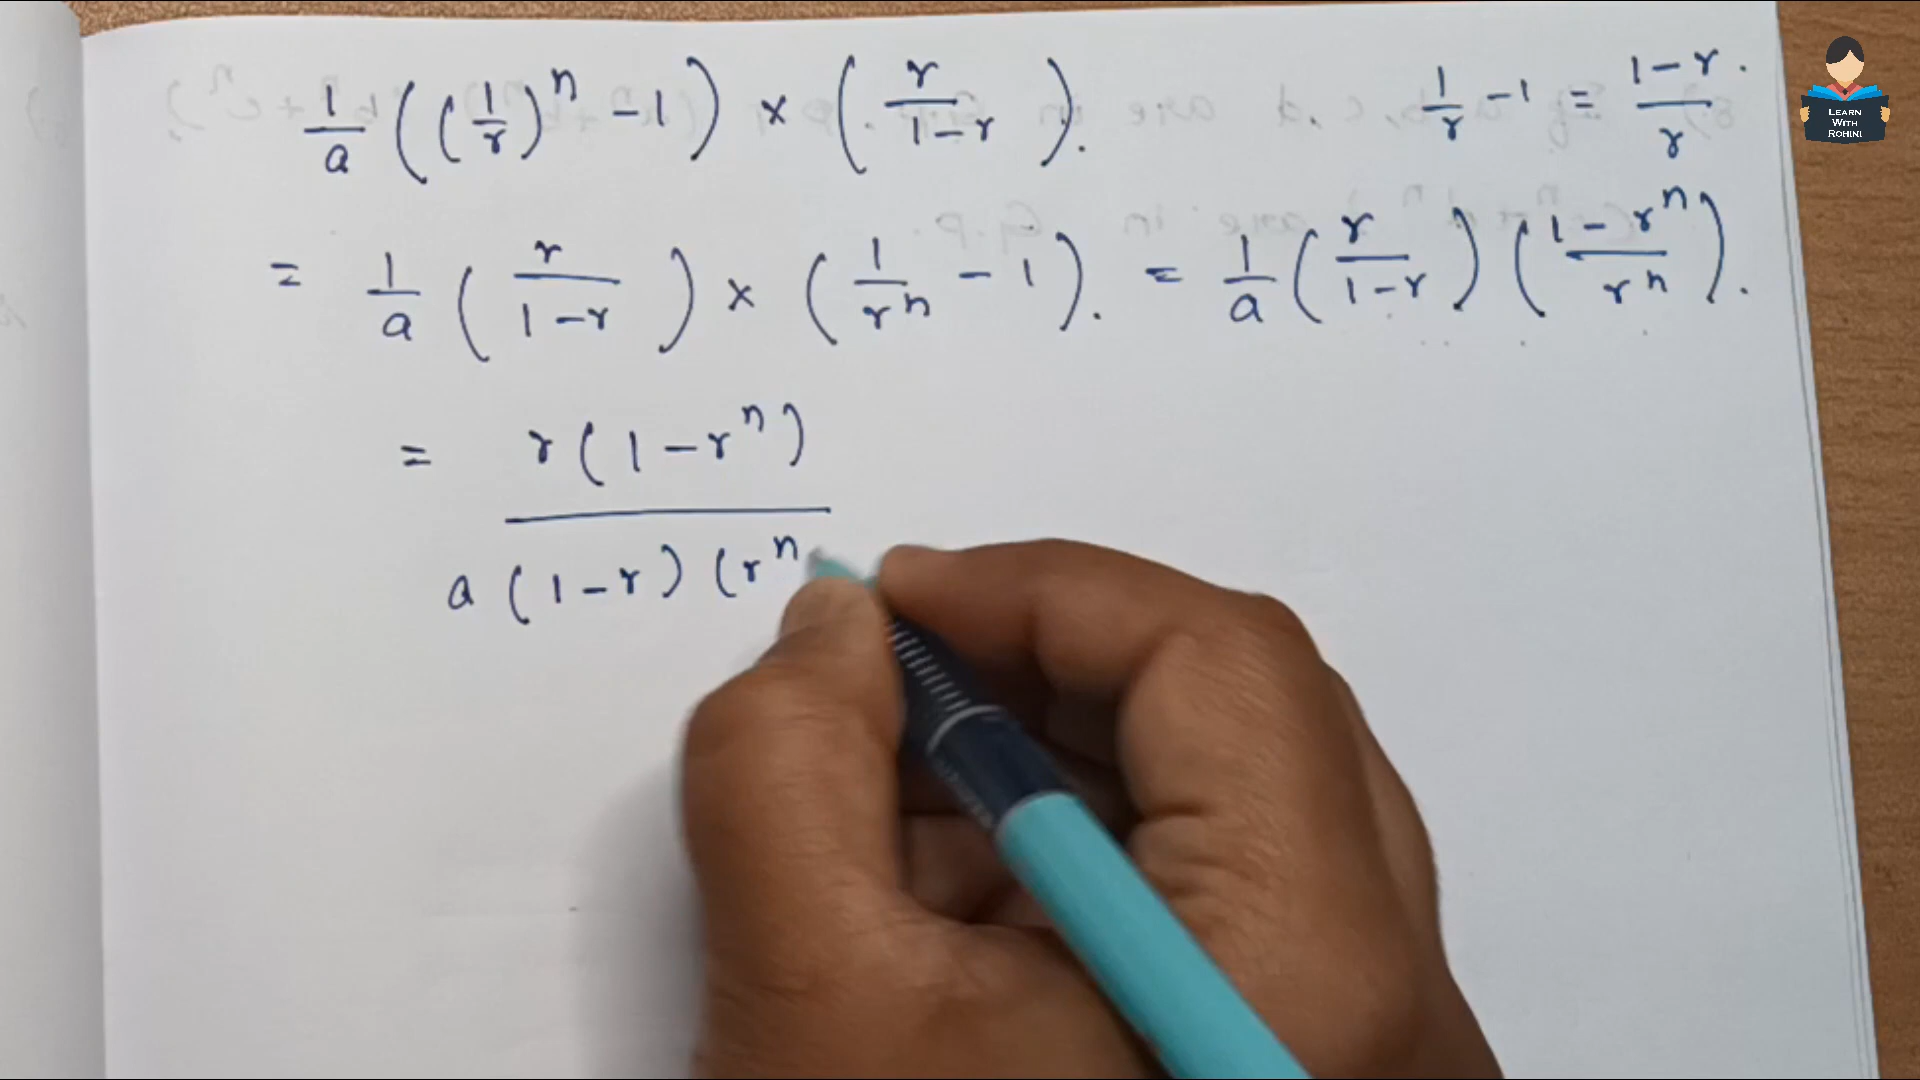 1/a ((1/r)^n - 1) × (r/1-r). 1/r - 1 = 1-r/r.
= 1/a (r/1-r) × (1/r^n - 1). = 1/a (r/1-r) (1-r^n/r^n).
= r(1-r^n)/a(1-r)(r^n
LEARN
WITH
ROHINI